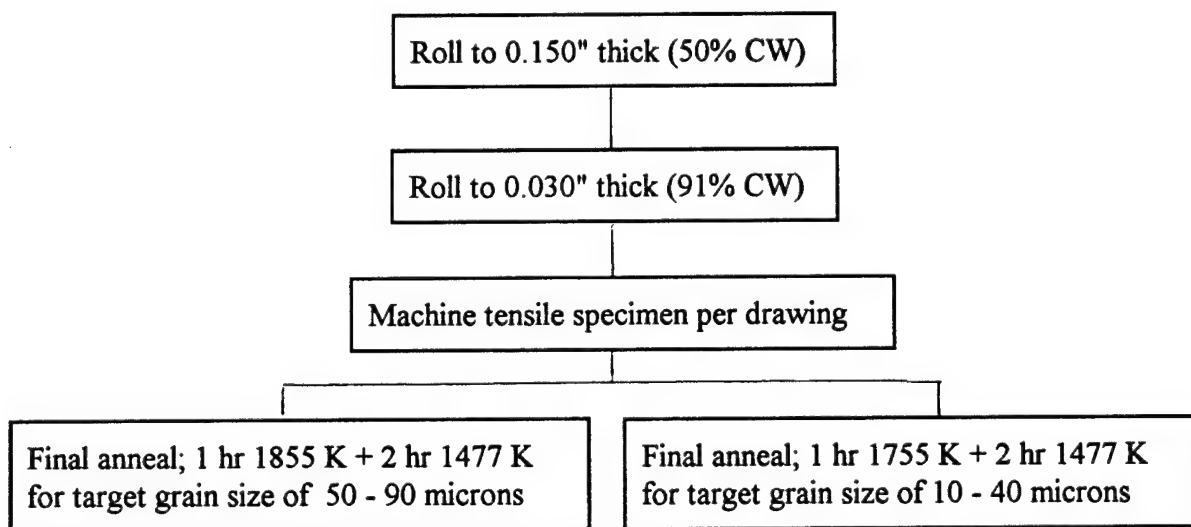 Roll to 0.150" thick (50% CW)
Roll to 0.030" thick (91% CW)
Machine tensile specimen per drawing
Final anneal; 1 hr 1855 K + 2 hr 1477 K
for target grain size of 50 - 90 microns
Final anneal; 1 hr 1755 K + 2 hr 1477 K
for target grain size of 10 - 40 microns